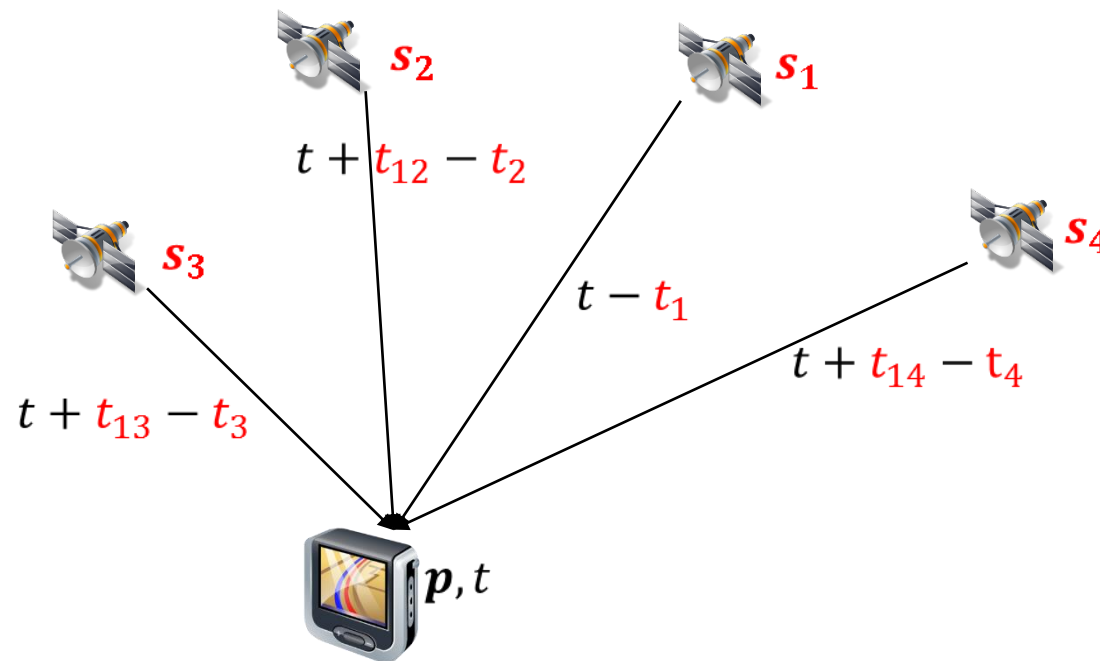 s₂
s₁
t + t₁₂ − t₂
s₃
s₄
t − t₁
t + t₁₄ − t₄
t + t₁₃ − t₃
p, t